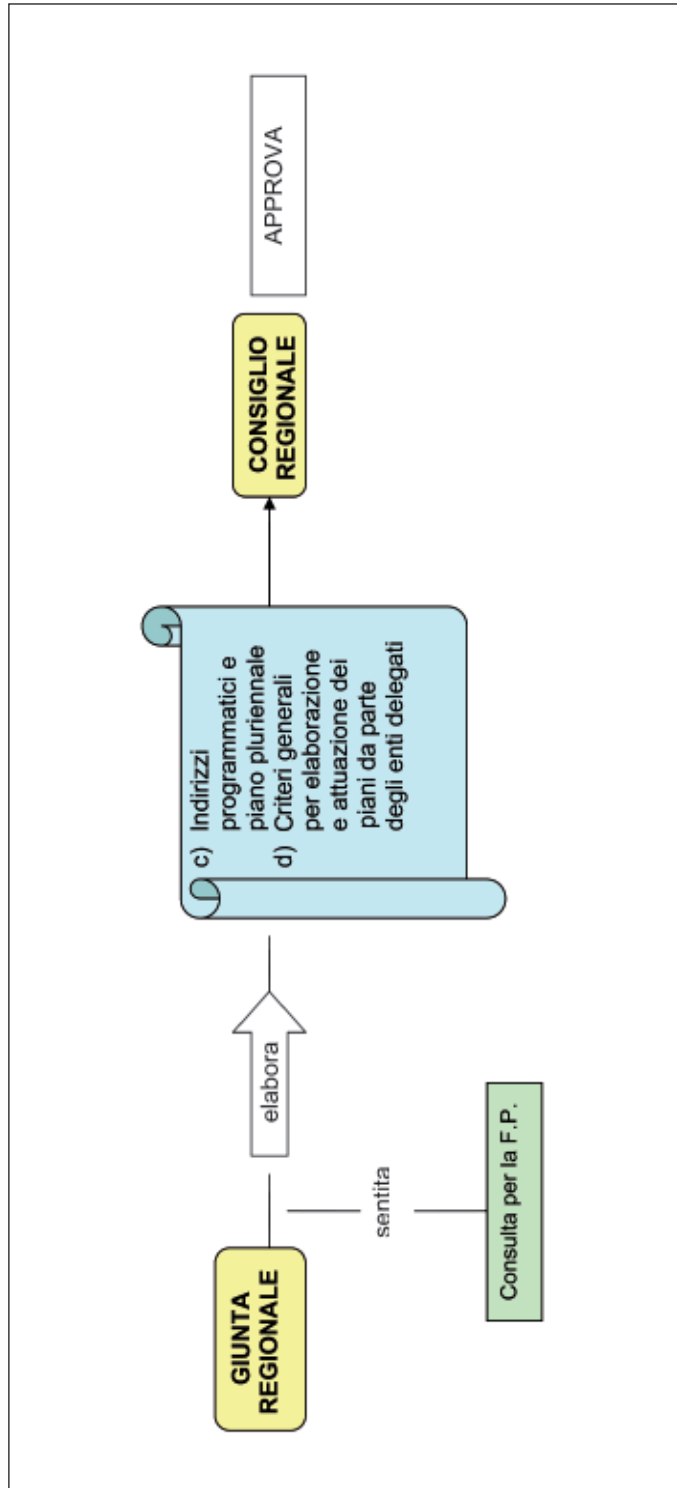 GIUNTA
REGIONALE
sentita
Consulta per la F.P.
elabora
c) Indirizzi
programmatici e
piano pluriennale
d) Criteri generali
per elaborazione
e attuazione dei
piani da parte
degli enti delegati
CONSIGLIO
REGIONALE
APPROVA